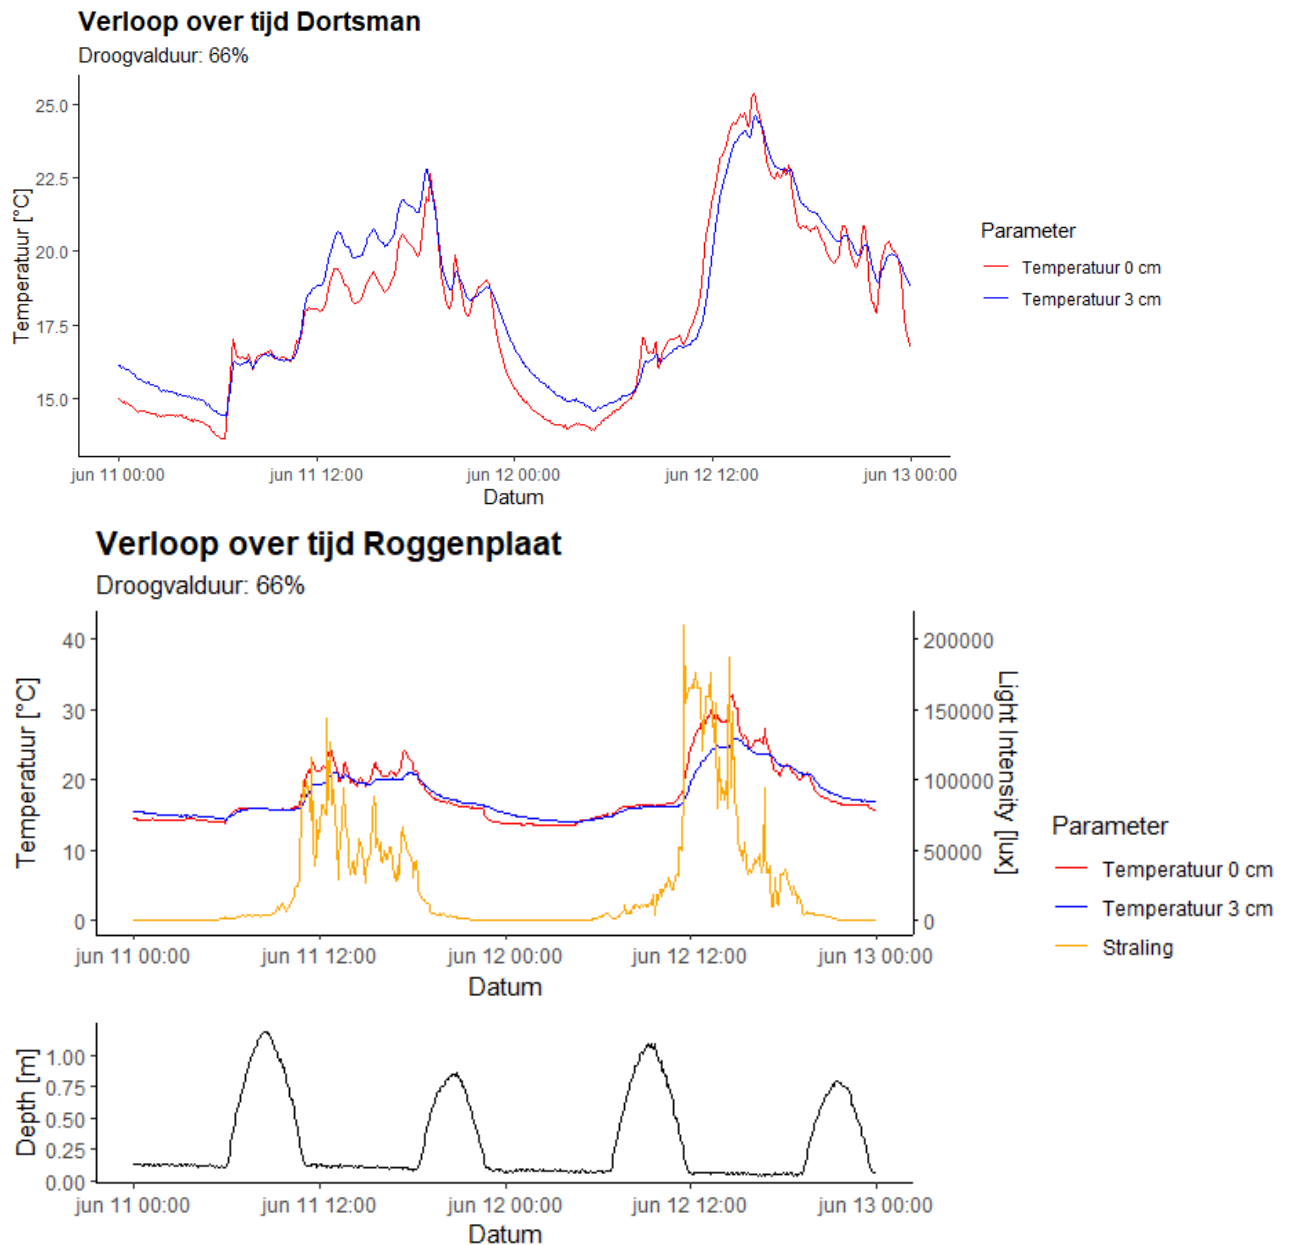 Verloop over tijd Dortsman
Droogvalduur: 66%
Temperatuur [°C]
25.0
22.5
20.0
17.5
15.0
jun 11 00:00
jun 11 12:00
jun 12 00:00
jun 12 12:00
jun 13 00:00
Datum
Parameter
Temperatuur 0 cm
Temperatuur 3 cm
Verloop over tijd Roggenplaat
Droogvalduur: 66%
Temperatuur [°C]
40
30
20
10
0
200000
150000
100000
50000
0
Light Intensity [lux]
jun 11 00:00
jun 11 12:00
jun 12 00:00
jun 12 12:00
jun 13 00:00
Datum
Parameter
Temperatuur 0 cm
Temperatuur 3 cm
Straling
Depth [m]
1.00
0.75
0.50
0.25
0.00
jun 11 00:00
jun 11 12:00
jun 12 00:00
jun 12 12:00
jun 13 00:00
Datum